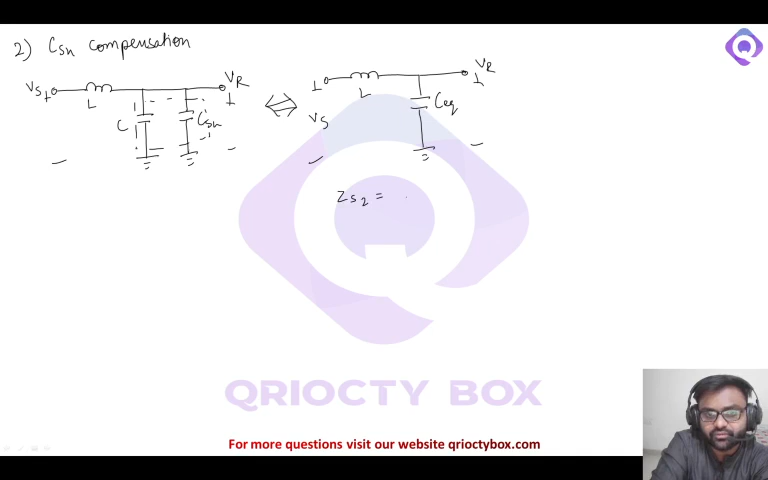 2) Csh compensation
Vs L C Csh VR
⇔
Vs L Ceq VR
Zs2 =
QRIOCTY BOX
For more questions visit our website qrioctybox.com